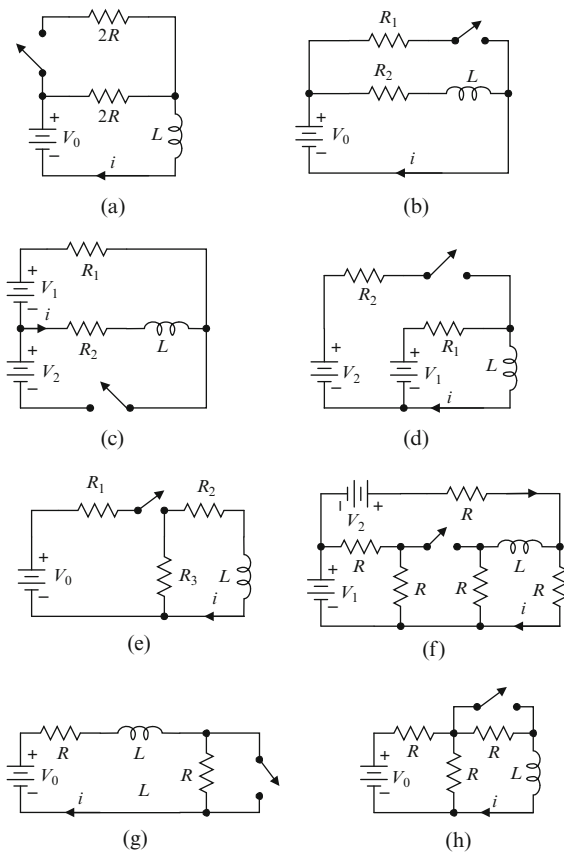 2R
2R
+
V0
−
L
i
(a)
R1
R2
L
+
V0
−
i
(b)
R1
+
V1
−
i
R2
L
+
V2
−
(c)
R2
R1
+
V2
−
+
V1
−
L
i
(d)
R1
R2
+
V0
−
R3
L
i
(e)
− +
V2
R
R
L
+
V1
−
R
R
R
i
(f)
+
V0
−
R
L
R
L
i
(g)
+
V0
−
R
R
R
L
i
(h)